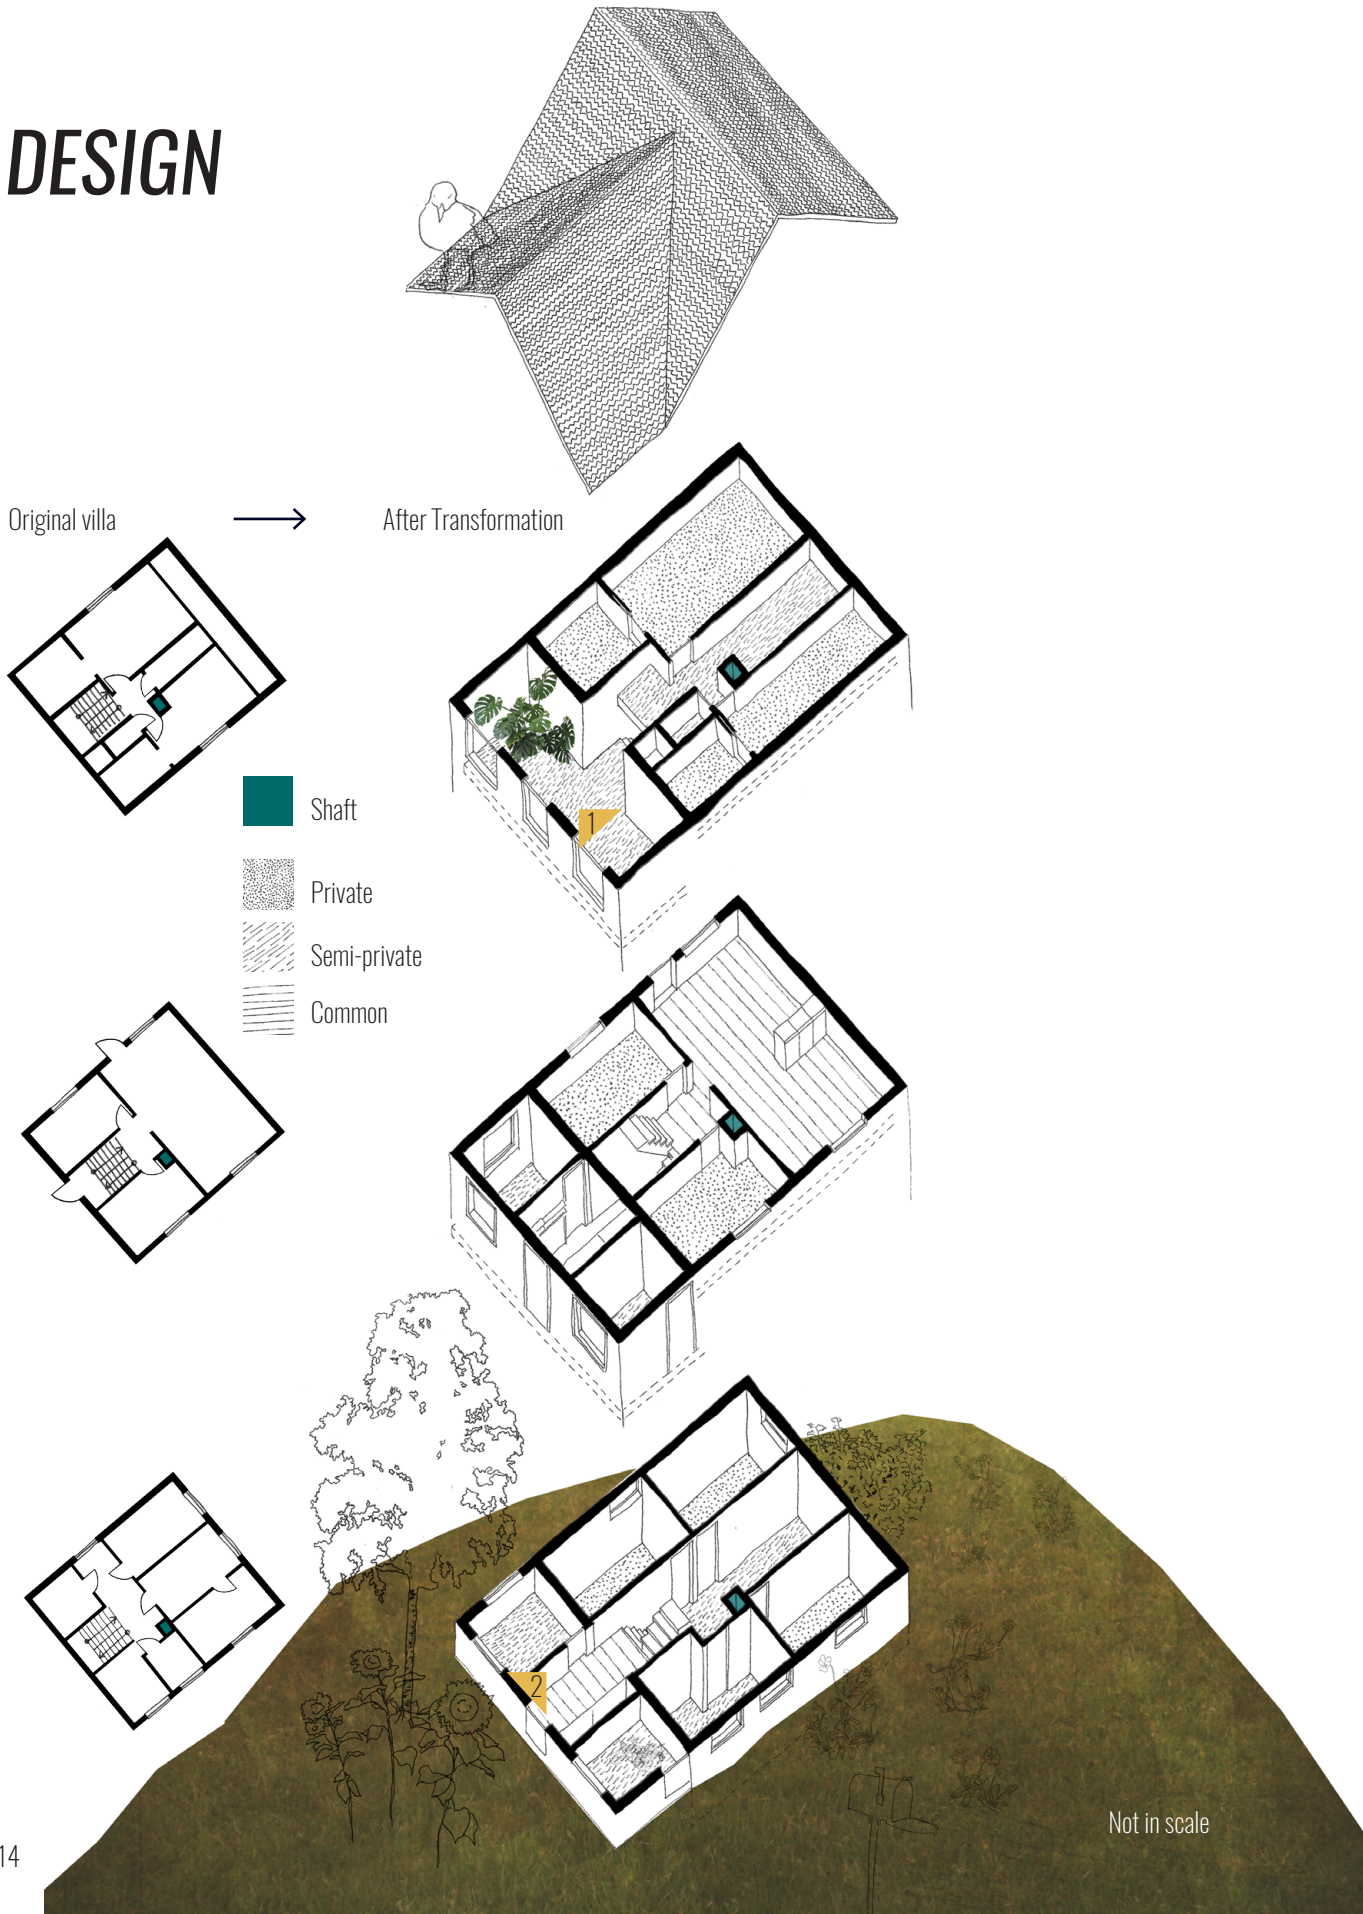 DESIGN
Original villa
After Transformation
Shaft
Private
Semi-private
Common
1
2
Not in scale
14